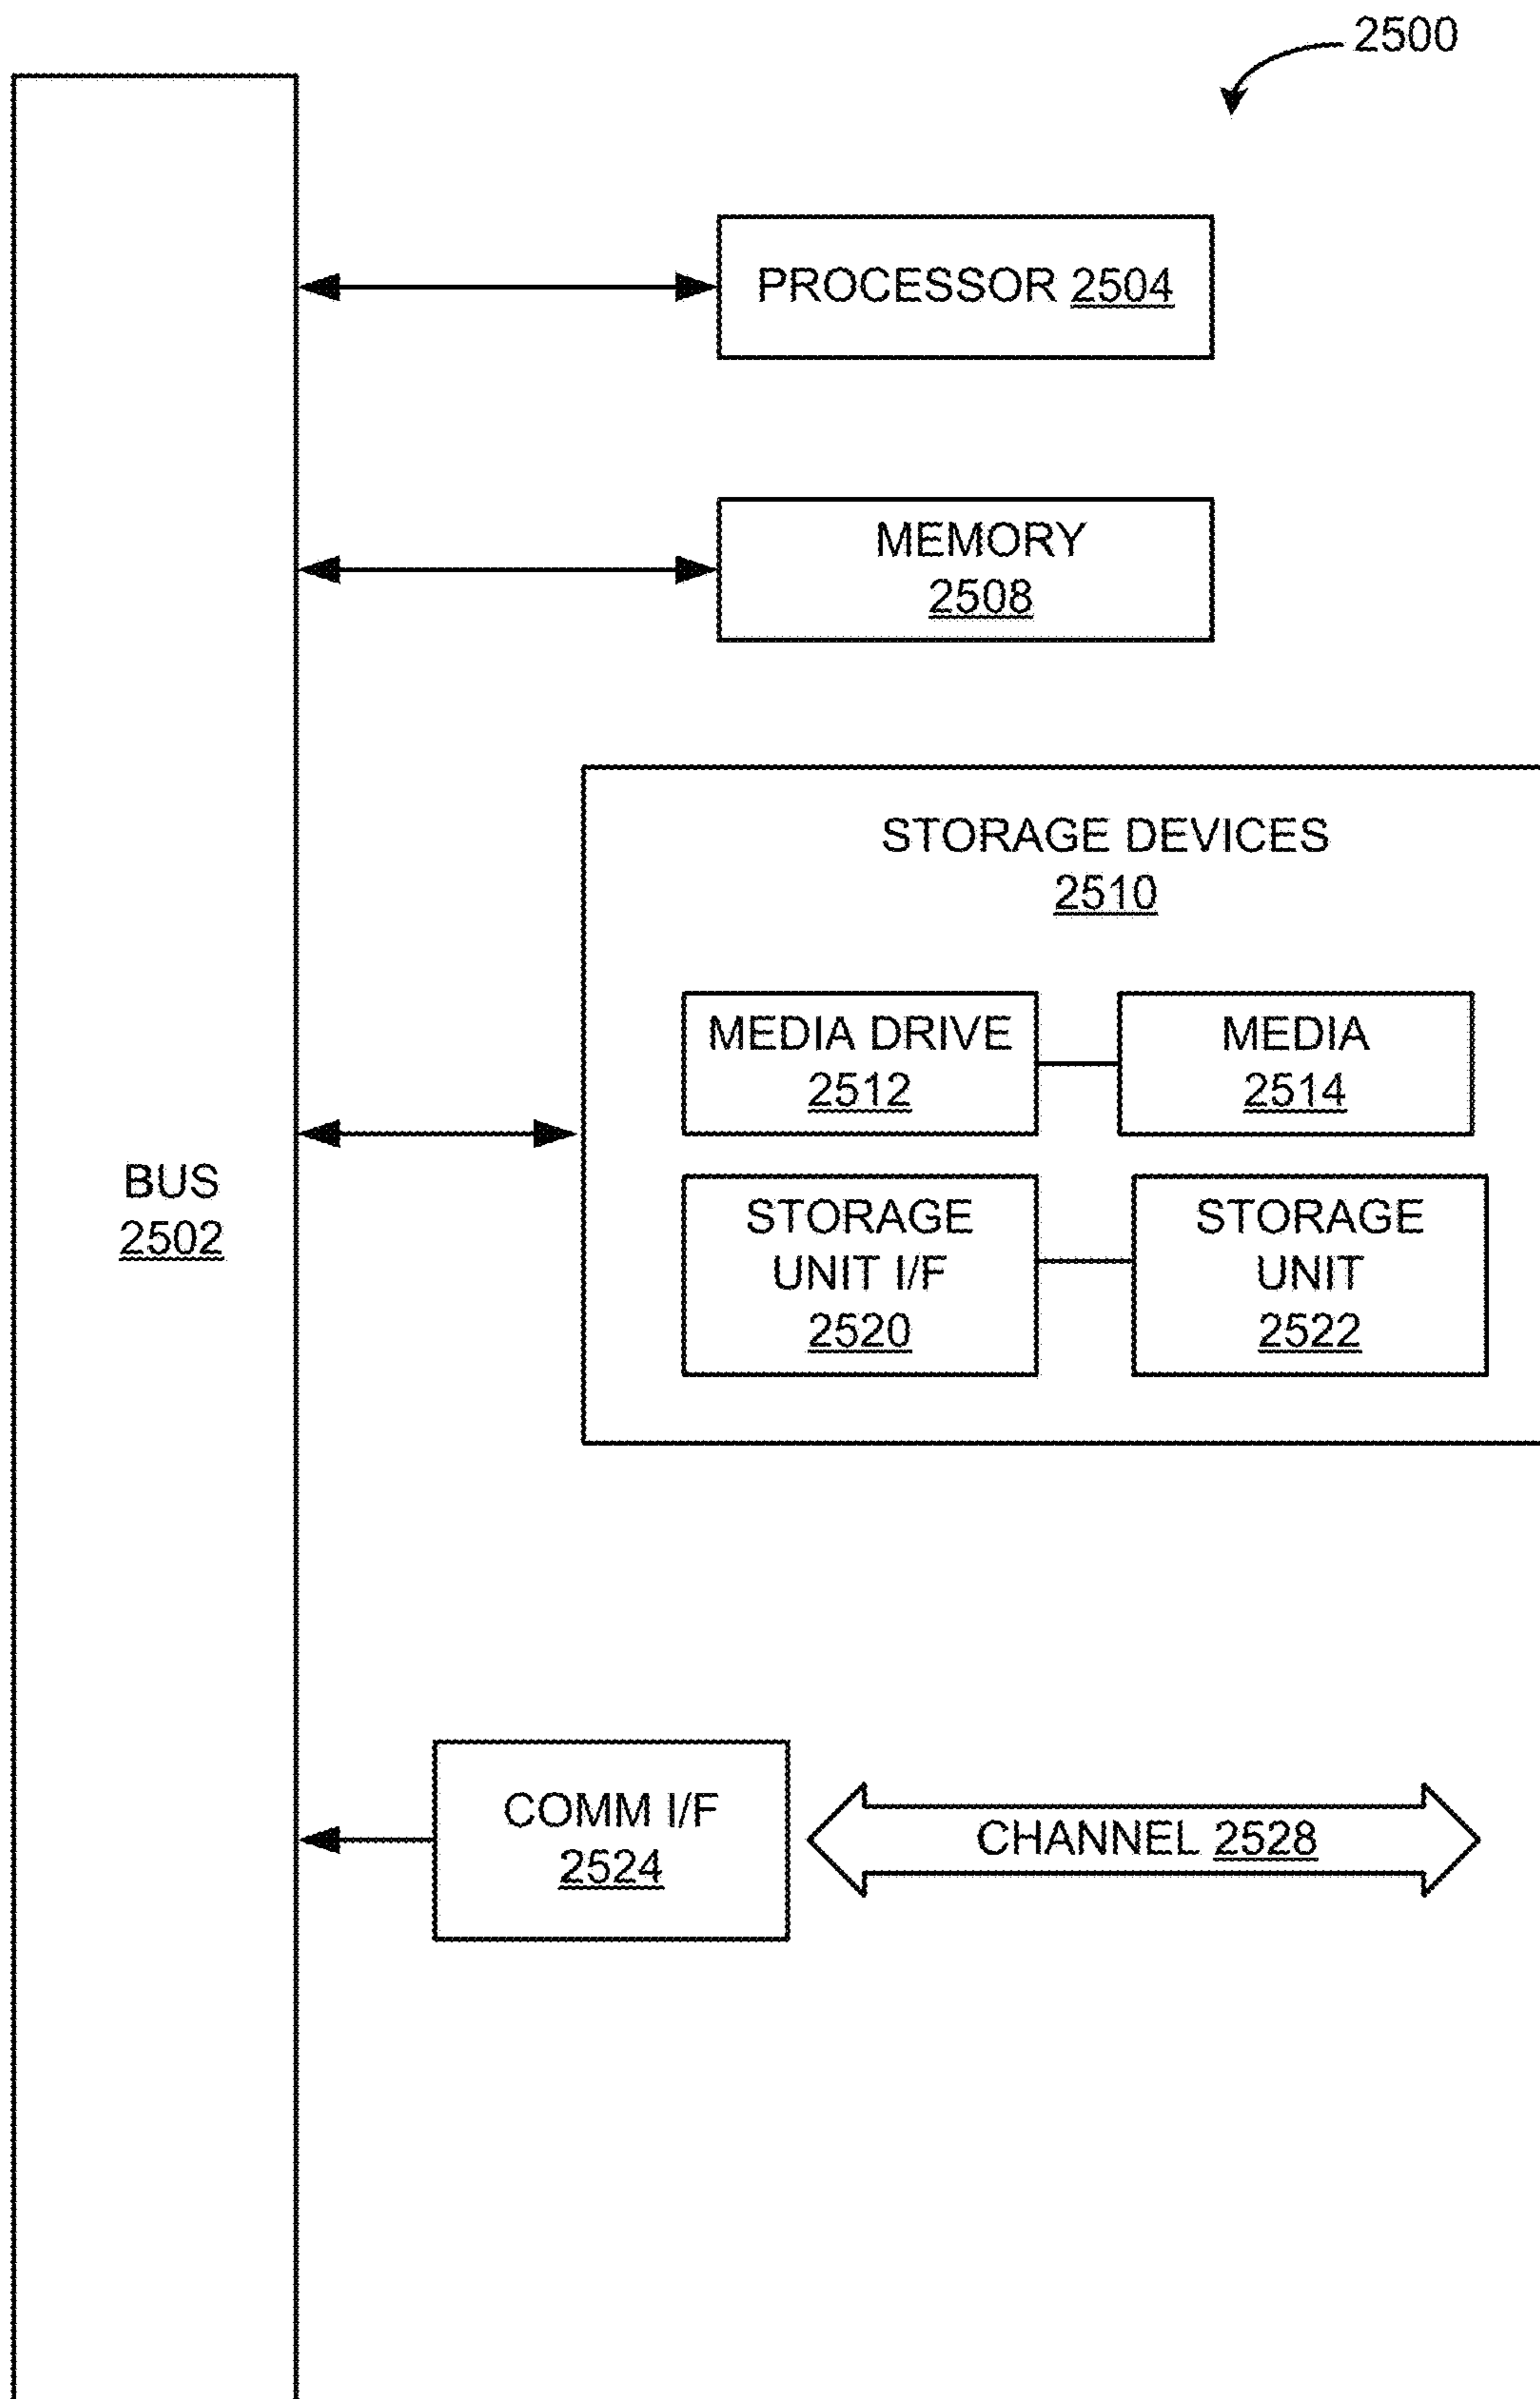 2500
PROCESSOR 2504
MEMORY
2508
STORAGE DEVICES
2510
MEDIA DRIVE
2512
MEDIA
2514
BUS
2502
STORAGE
UNIT I/F
2520
STORAGE
UNIT
2522
COMM I/F
2524
CHANNEL 2528